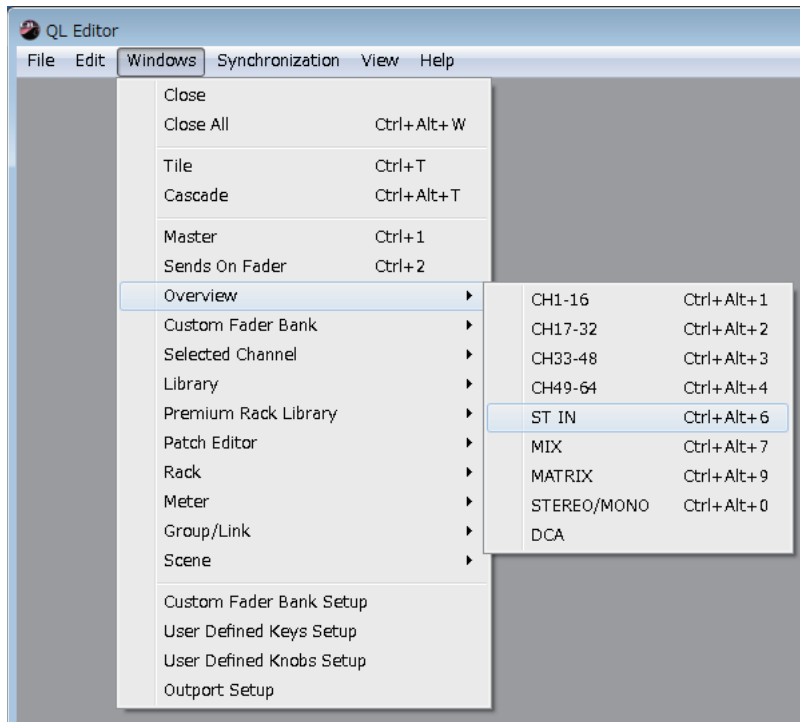 QL Editor
File Edit Windows Synchronization View Help
Close
Close All Ctrl+Alt+W
Tile Ctrl+T
Cascade Ctrl+Alt+T
Master Ctrl+1
Sends On Fader Ctrl+2
Overview
Custom Fader Bank
Selected Channel
Library
Premium Rack Library
Patch Editor
Rack
Meter
Group/Link
Scene
Custom Fader Bank Setup
User Defined Keys Setup
User Defined Knobs Setup
Outport Setup
CH1-16 Ctrl+Alt+1
CH17-32 Ctrl+Alt+2
CH33-48 Ctrl+Alt+3
CH49-64 Ctrl+Alt+4
ST IN Ctrl+Alt+6
MIX Ctrl+Alt+7
MATRIX Ctrl+Alt+9
STEREO/MONO Ctrl+Alt+0
DCA